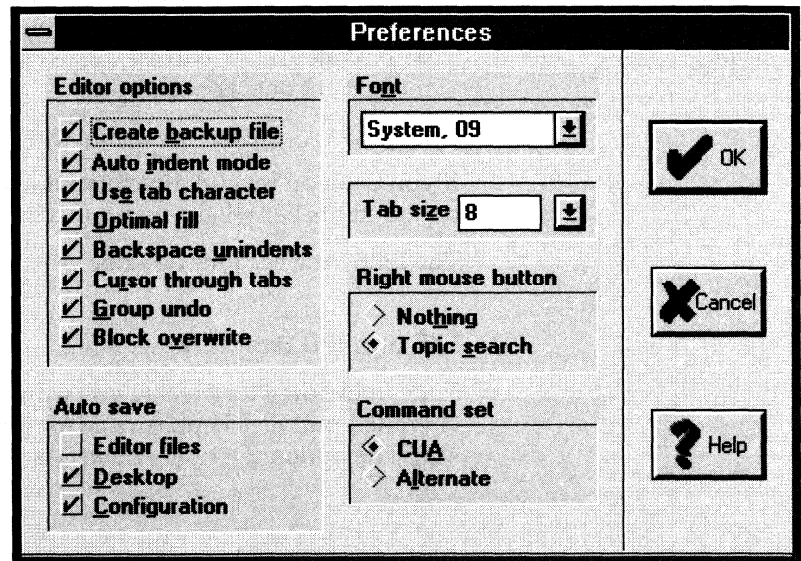 Preferences
Editor options
Create backup file
Auto indent mode
Use tab character
Optimal fill
Backspace unindents
Cursor through tabs
Group undo
Block overwrite
Auto save
Editor files
Desktop
Configuration
Font
System, 09
Tab size 8
Right mouse button
Nothing
Topic search
Command set
CUA
Alternate
OK
Cancel
? Help